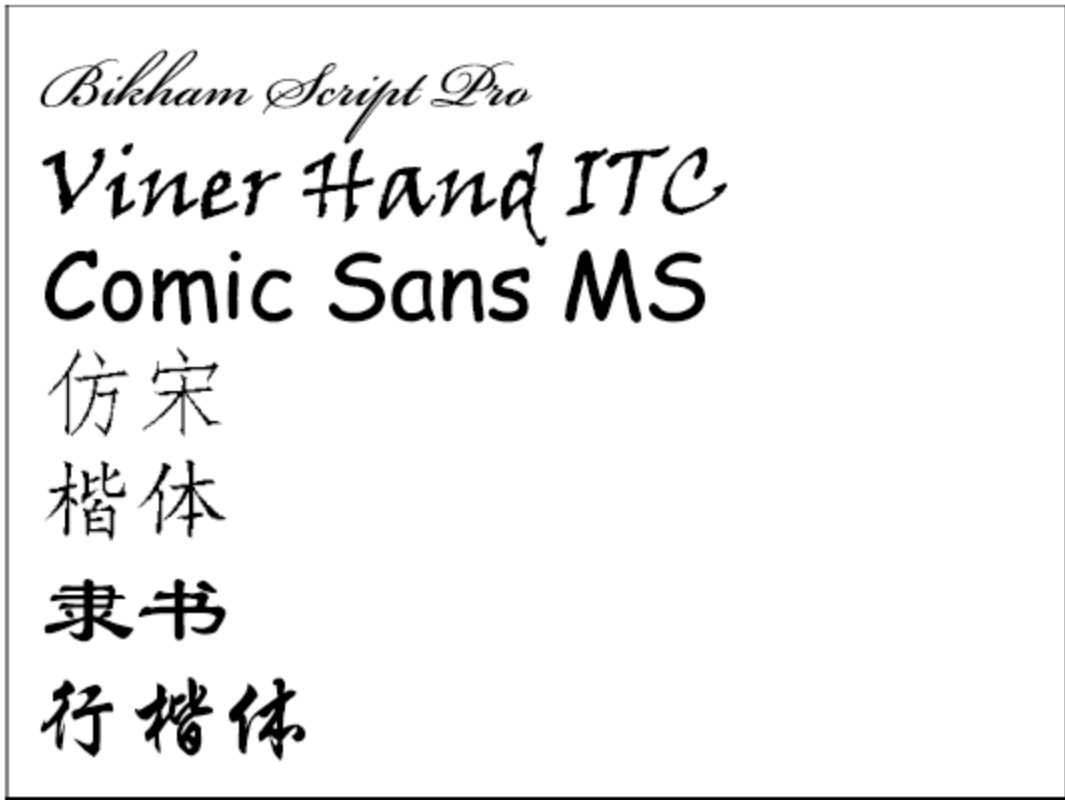 Bikham Script Pro
Viner Hand ITC
Comic Sans MS
仿宋
楷体
隶书
行楷体